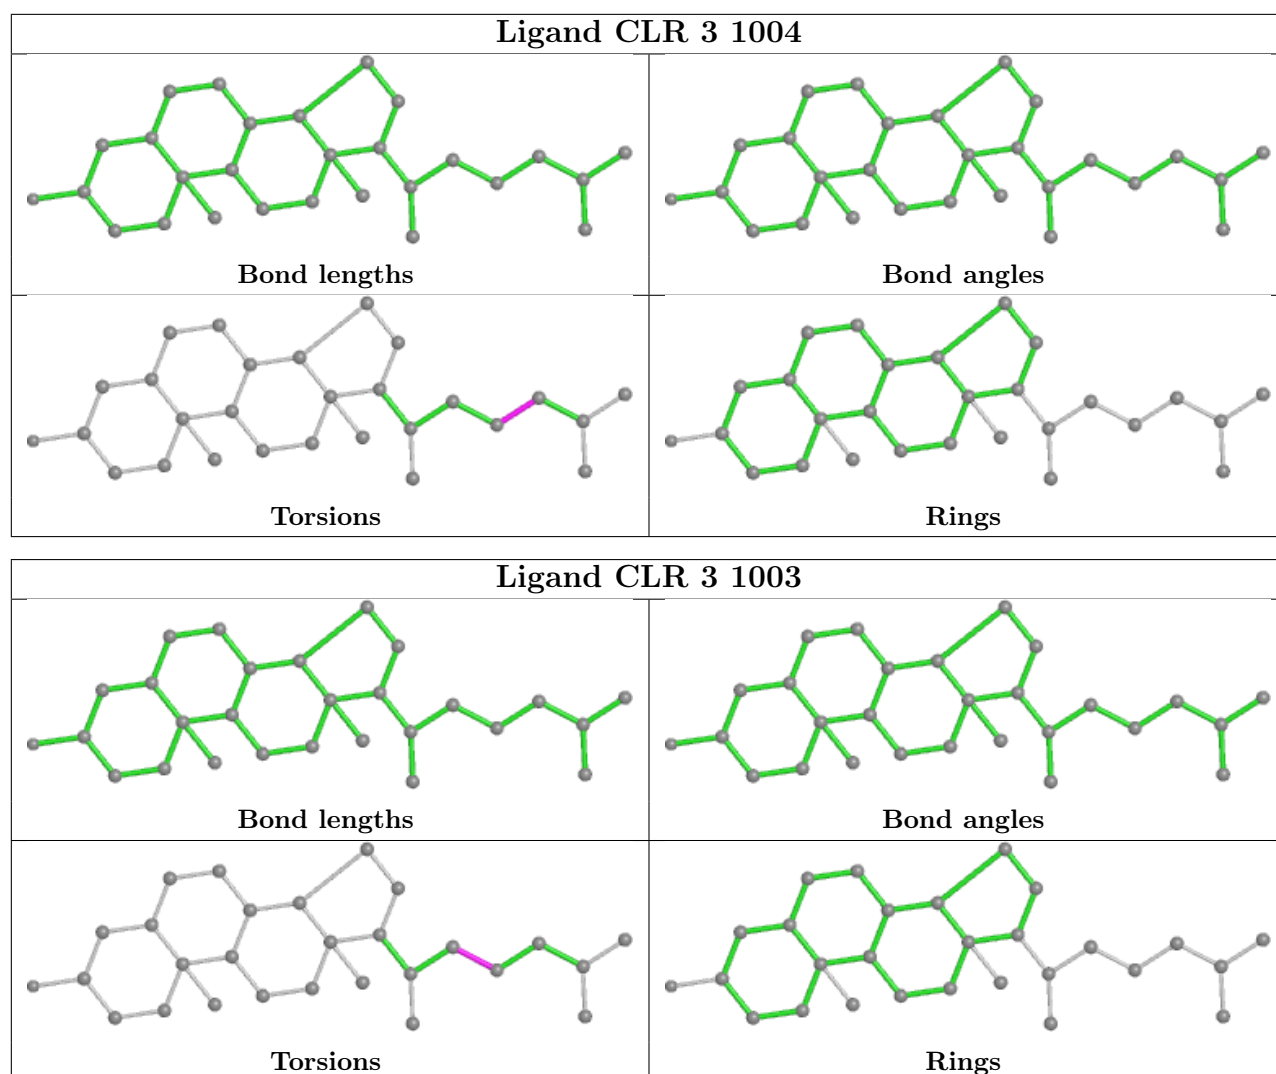 Ligand CLR 3 1004
Bond lengths
Bond angles
Torsions
Rings
Ligand CLR 3 1003
Bond lengths
Bond angles
Torsions
Rings